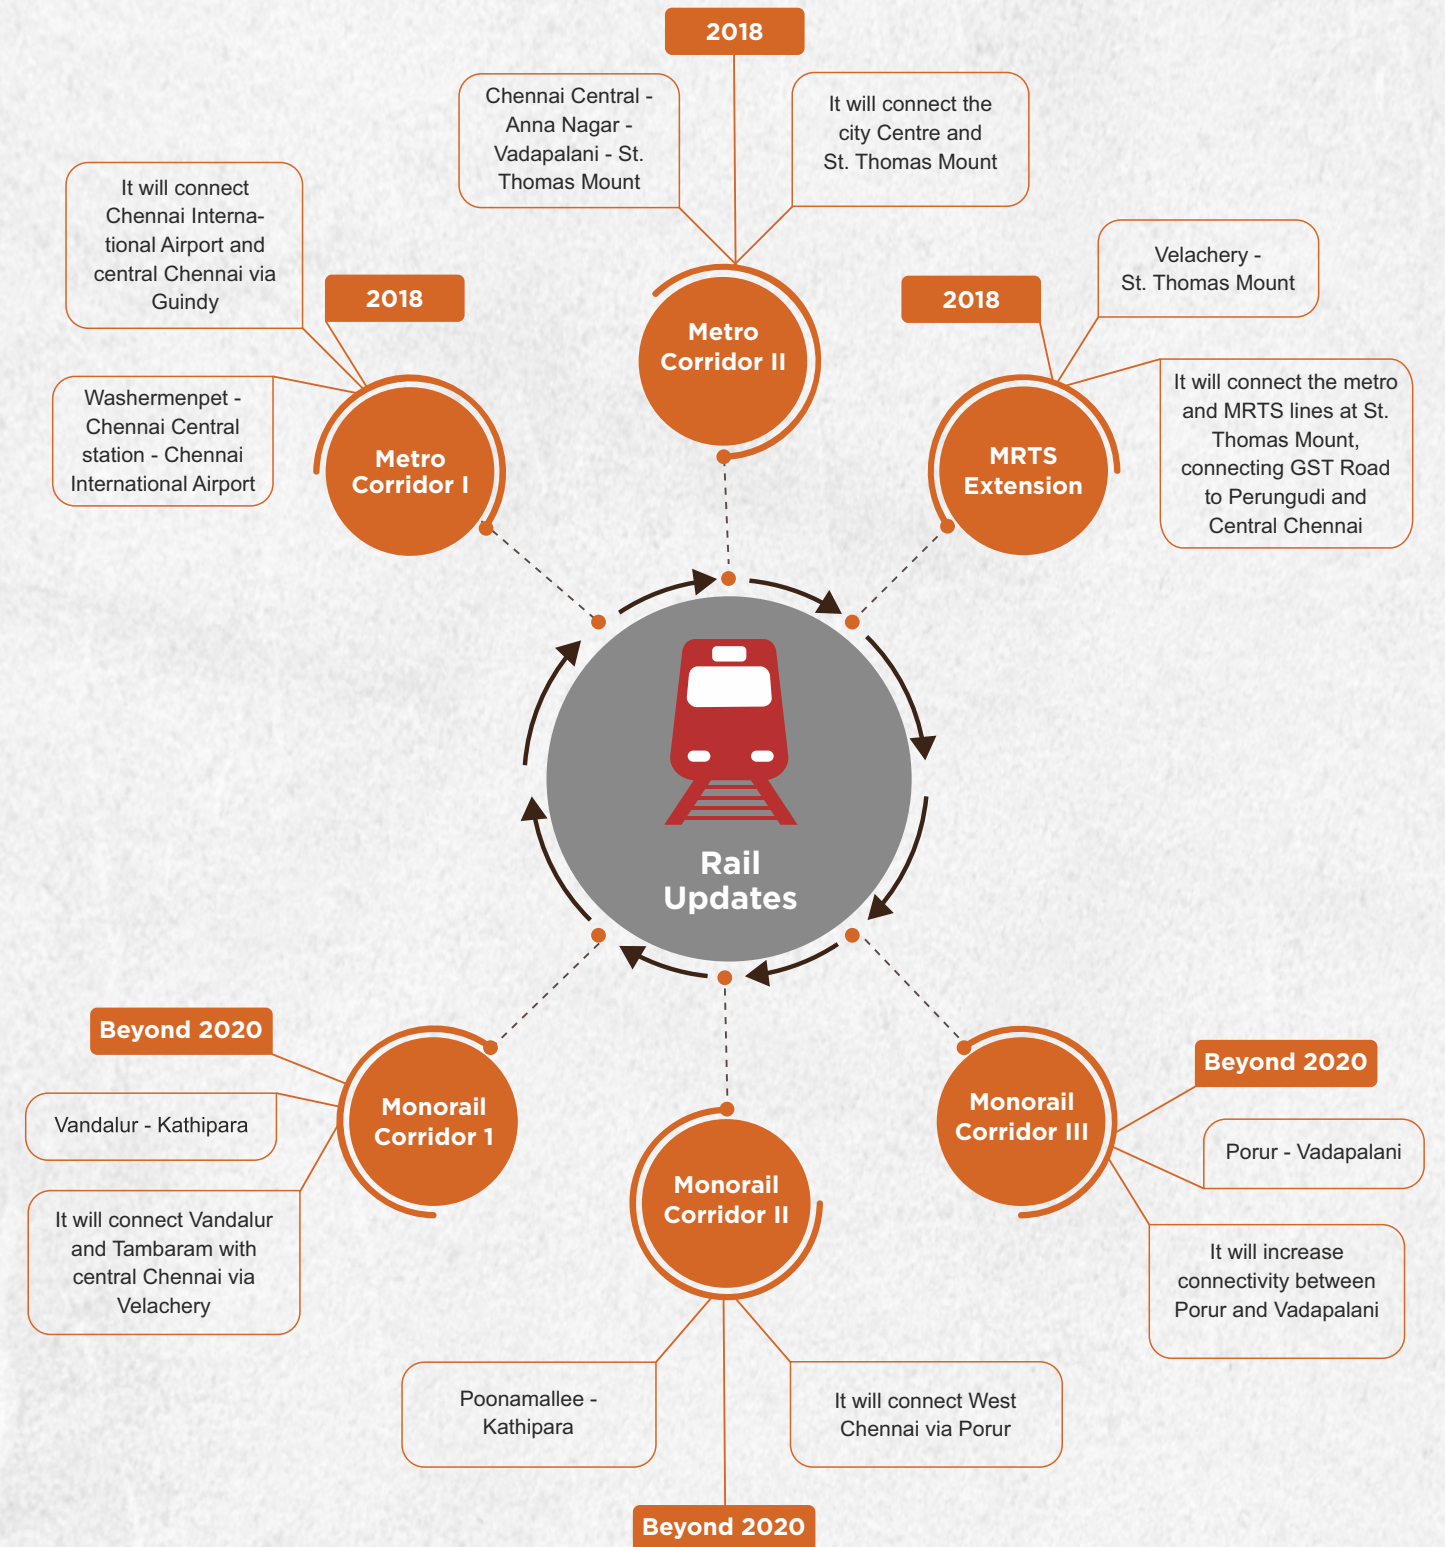 2018
Chennai Central -
Anna Nagar -
Vadapalani - St.
Thomas Mount
It will connect the
city Centre and
St. Thomas Mount
Metro
Corridor II
It will connect
Chennai Interna-
tional Airport and
central Chennai via
Guindy
2018
Washermenpet -
Chennai Central
station - Chennai
International Airport
Metro
Corridor I
2018
Velachery -
St. Thomas Mount
It will connect the metro
and MRTS lines at St.
Thomas Mount,
connecting GST Road
to Perungudi and
Central Chennai
MRTS
Extension
Rail
Updates
Beyond 2020
Vandalur - Kathipara
It will connect Vandalur
and Tambaram with
central Chennai via
Velachery
Monorail
Corridor 1
Monorail
Corridor II
Poonamallee -
Kathipara
It will connect West
Chennai via Porur
Beyond 2020
Monorail
Corridor III
Beyond 2020
Porur - Vadapalani
It will increase
connectivity between
Porur and Vadapalani